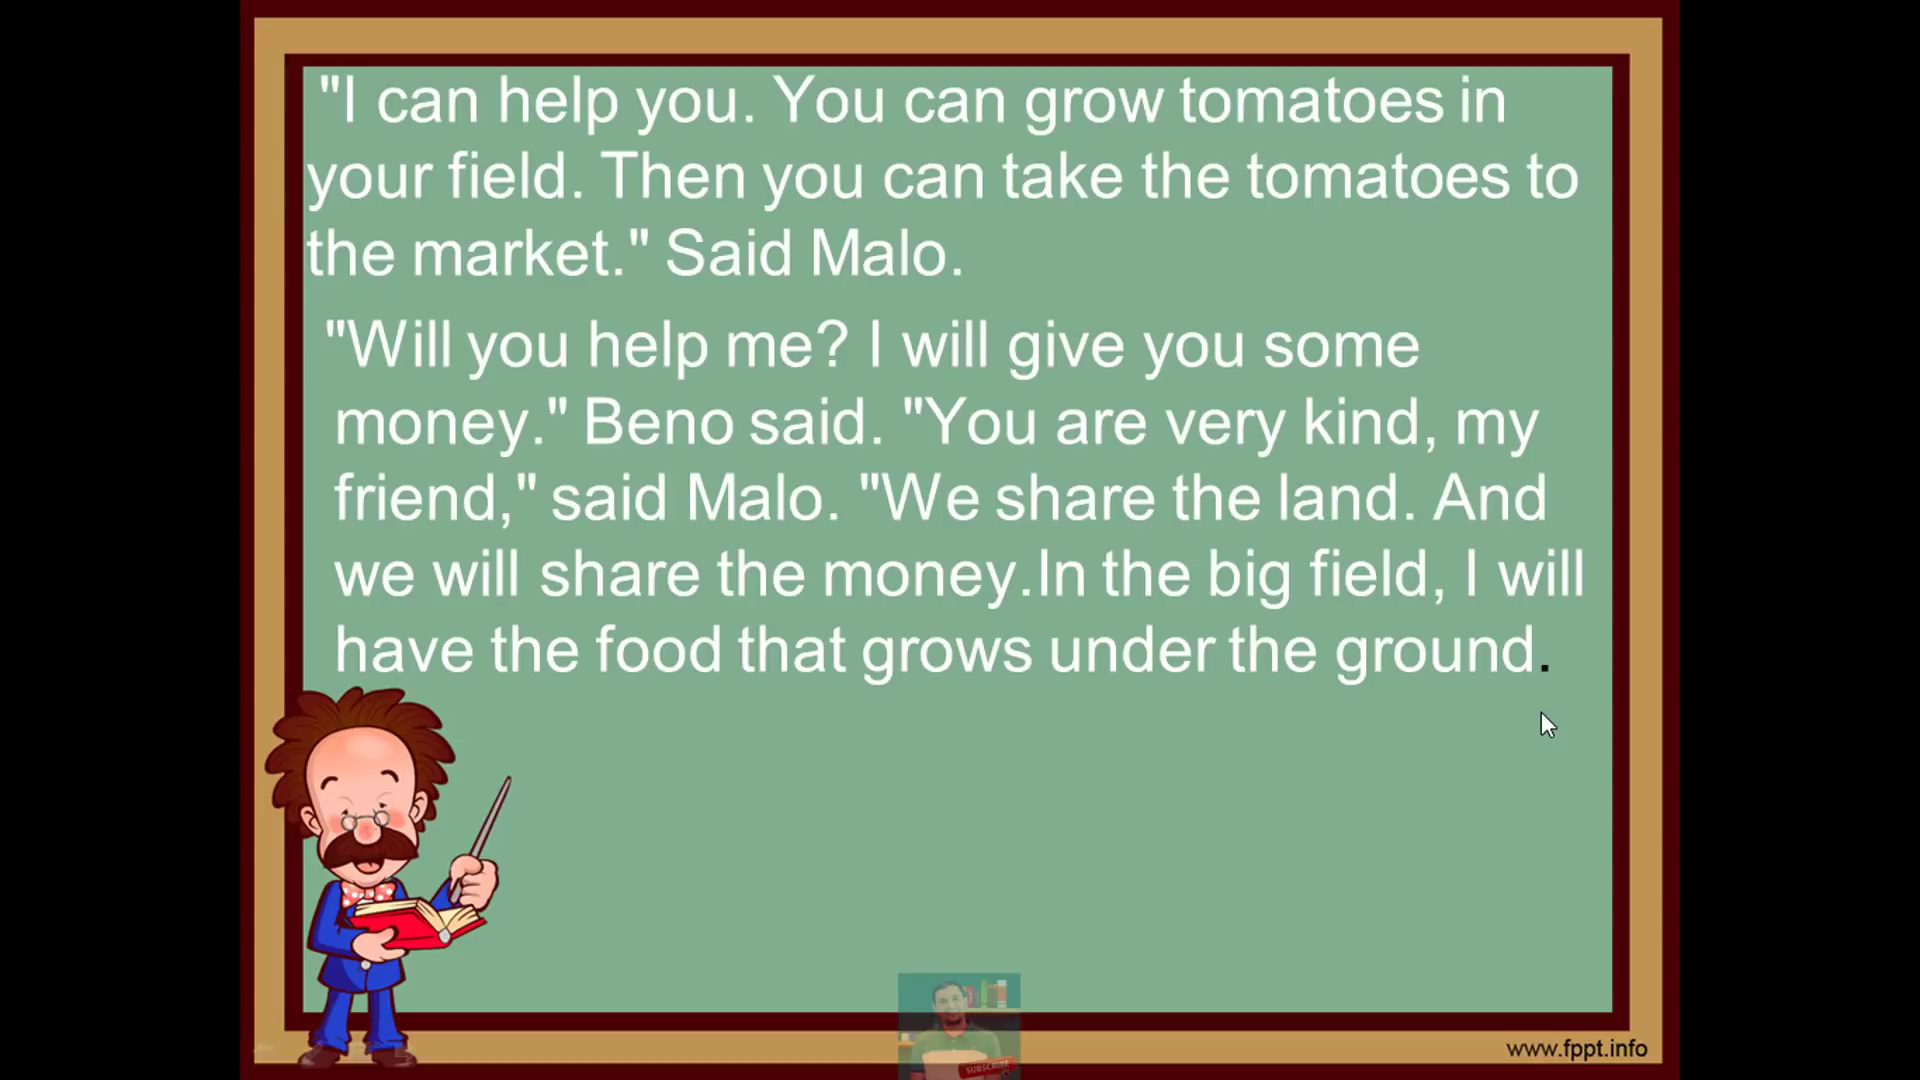 "I can help you. You can grow tomatoes in
your field. Then you can take the tomatoes to
the market." Said Malo.
"Will you help me? I will give you some
money." Beno said. "You are very kind, my
friend," said Malo. "We share the land. And
we will share the money.In the big field, I will
have the food that grows under the ground.
SUBSCRIBE
www.fppt.info